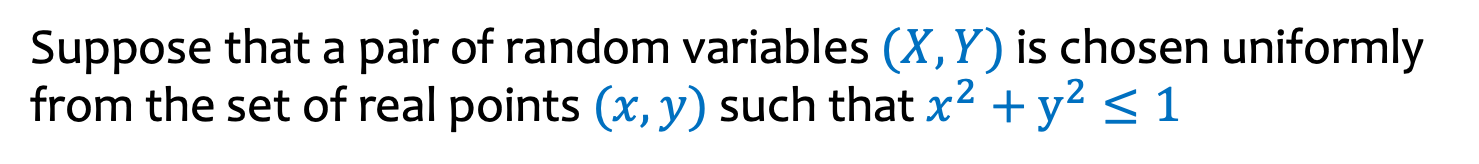 Suppose that a pair of random variables (X, Y) is chosen uniformly
from the set of real points (x, y) such that x² + y² ≤ 1